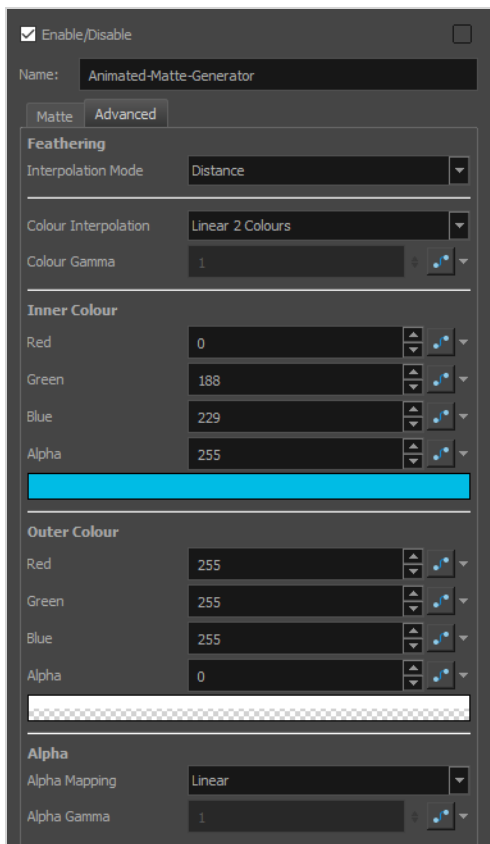 Enable/Disable
Name: Animated-Matte-Generator
Matte Advanced
Feathering
Interpolation Mode Distance
Colour Interpolation Linear 2 Colours
Colour Gamma 1
Inner Colour
Red 0
Green 188
Blue 229
Alpha 255
Outer Colour
Red 255
Green 255
Blue 255
Alpha 0
Alpha
Alpha Mapping Linear
Alpha Gamma 1